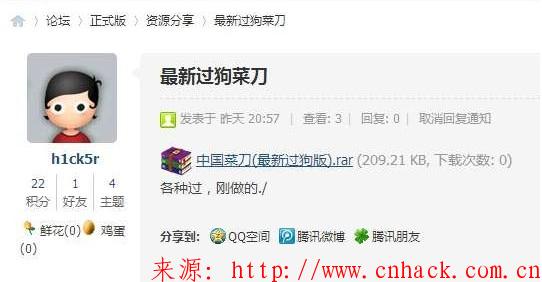 › 论坛 › 正式版 › 资源分享 › 最新过狗菜刀
最新过狗菜刀
发表于 昨天 20:57 | 查看: 3 | 回复: 0 | 取消回复通知
h1ck5r
22 1 4
积分 好友 主题
鲜花(0) 鸡蛋
(0)
中国菜刀(最新过狗版).rar (209.21 KB, 下载次数: 0)
各种过，刚做的./
分享到: QQ空间 腾讯微博 腾讯朋友
来源: http://www.cnhack.com.cn